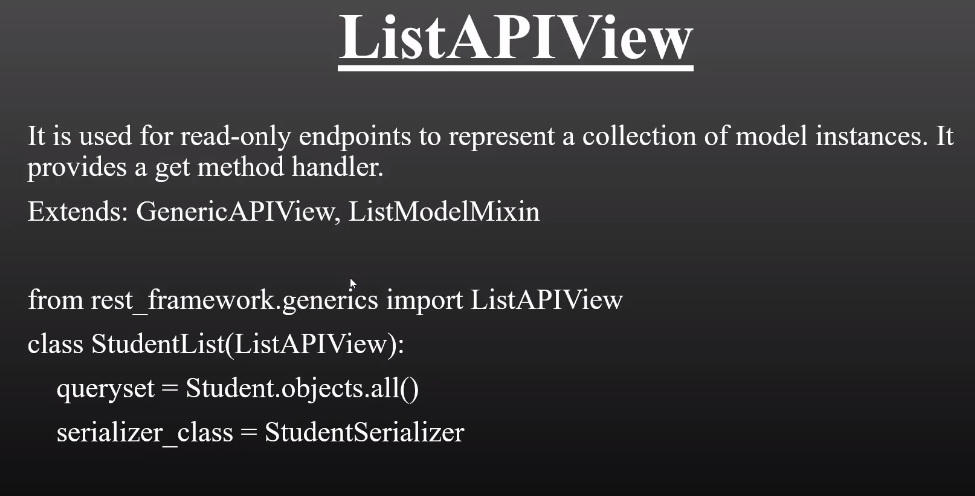 ListAPIView
It is used for read-only endpoints to represent a collection of model instances. It
provides a get method handler.
Extends: GenericAPIView, ListModelMixin
from rest_framework.generics import ListAPIView
class StudentList(ListAPIView):
queryset = Student.objects.all()
serializer_class = StudentSerializer